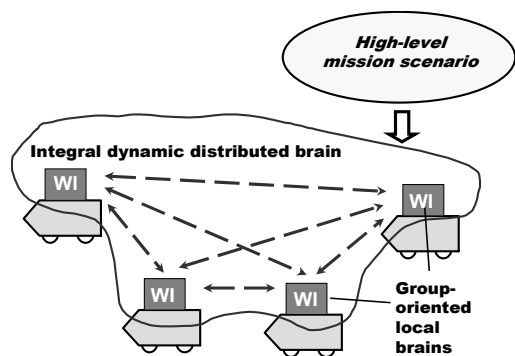 High-level
mission scenario
Integral dynamic distributed brain
WI
WI
WI
WI
Group-
oriented
local
brains